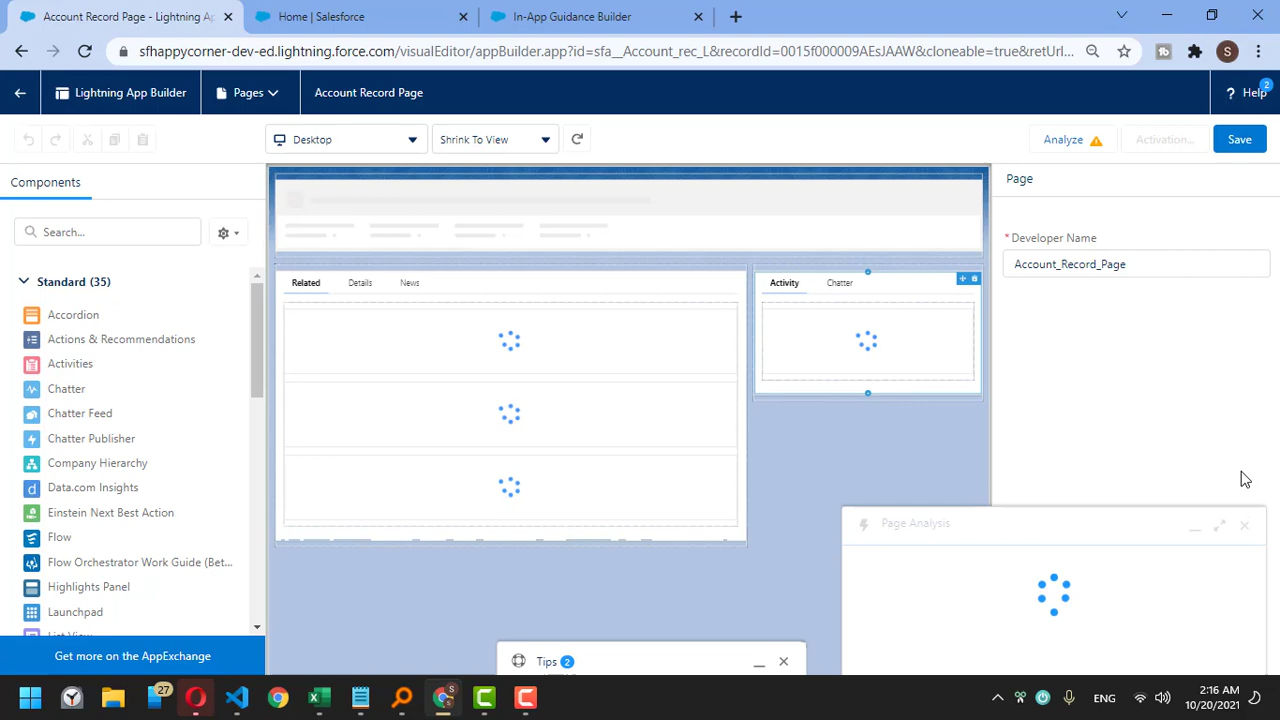 Account Record Page - Lightning Ap
Home | Salesforce
In-App Guidance Builder
sfhappycorner-dev-ed.lightning.force.com/visualEditor/appBuilder.app?id=sfa__Account_rec_L&recordId=0015f000009AEsJAAW&cloneable=true&retUrl...
S
Lightning App Builder
Pages
Account Record Page
? Help
2
Desktop
Shrink To View
Analyze
Activation...
Save
Components
Search...
Standard (35)
Accordion
Actions & Recommendations
Activities
Chatter
Chatter Feed
Chatter Publisher
Company Hierarchy
Data.com Insights
Einstein Next Best Action
Flow
Flow Orchestrator Work Guide (Bet...
Highlights Panel
Launchpad
List View
Get more on the AppExchange
Related
Details
News
Activity
Chatter
Page
* Developer Name
Account_Record_Page
Page Analysis
Tips 2
27
ENG
2:16 AM
10/20/2021